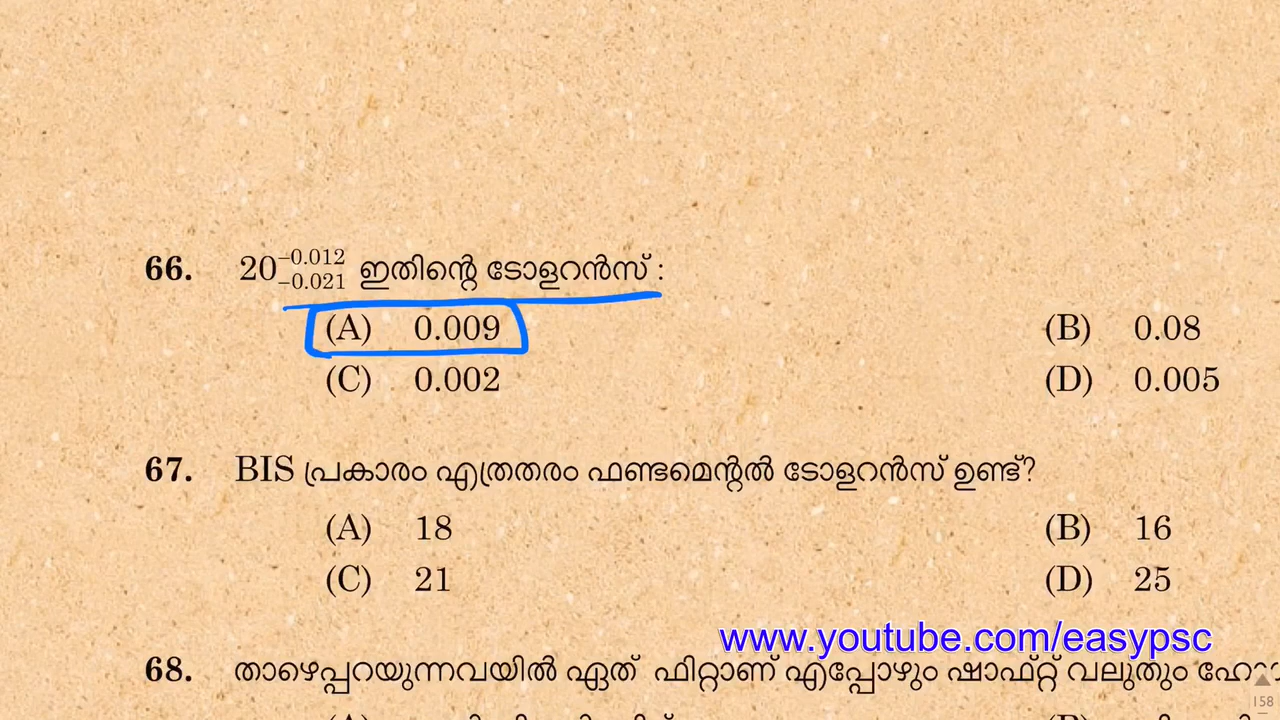 66. 20 −0.012 −0.021 ഇതിന്റെ ടോളറൻസ് :
(A) 0.009 (B) 0.08
(C) 0.002 (D) 0.005
67. BIS പ്രകാരം എത്രതരം ഫണ്ടമെന്റൽ ടോളറൻസ് ഉണ്ട്?
(A) 18 (B) 16
(C) 21 (D) 25
www.youtube.com/easypsc
68. താഴെപ്പറയുന്നവയിൽ ഏത് ഫിറ്റാണ് എപ്പോഴും ഷാഫ്റ്റ് വലുതും
158